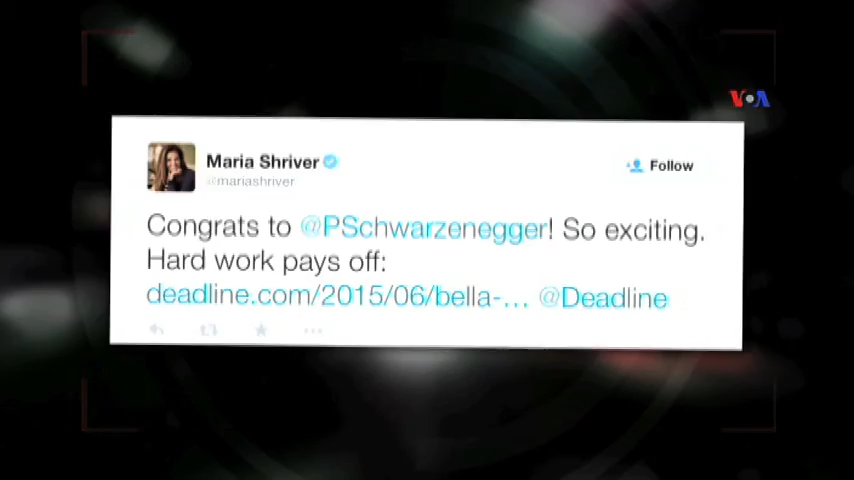 VOA
Maria Shriver
@mariashriver
Follow
Congrats to @PSchwarzenegger! So exciting.
Hard work pays off:
deadline.com/2015/06/bella-... @Deadline